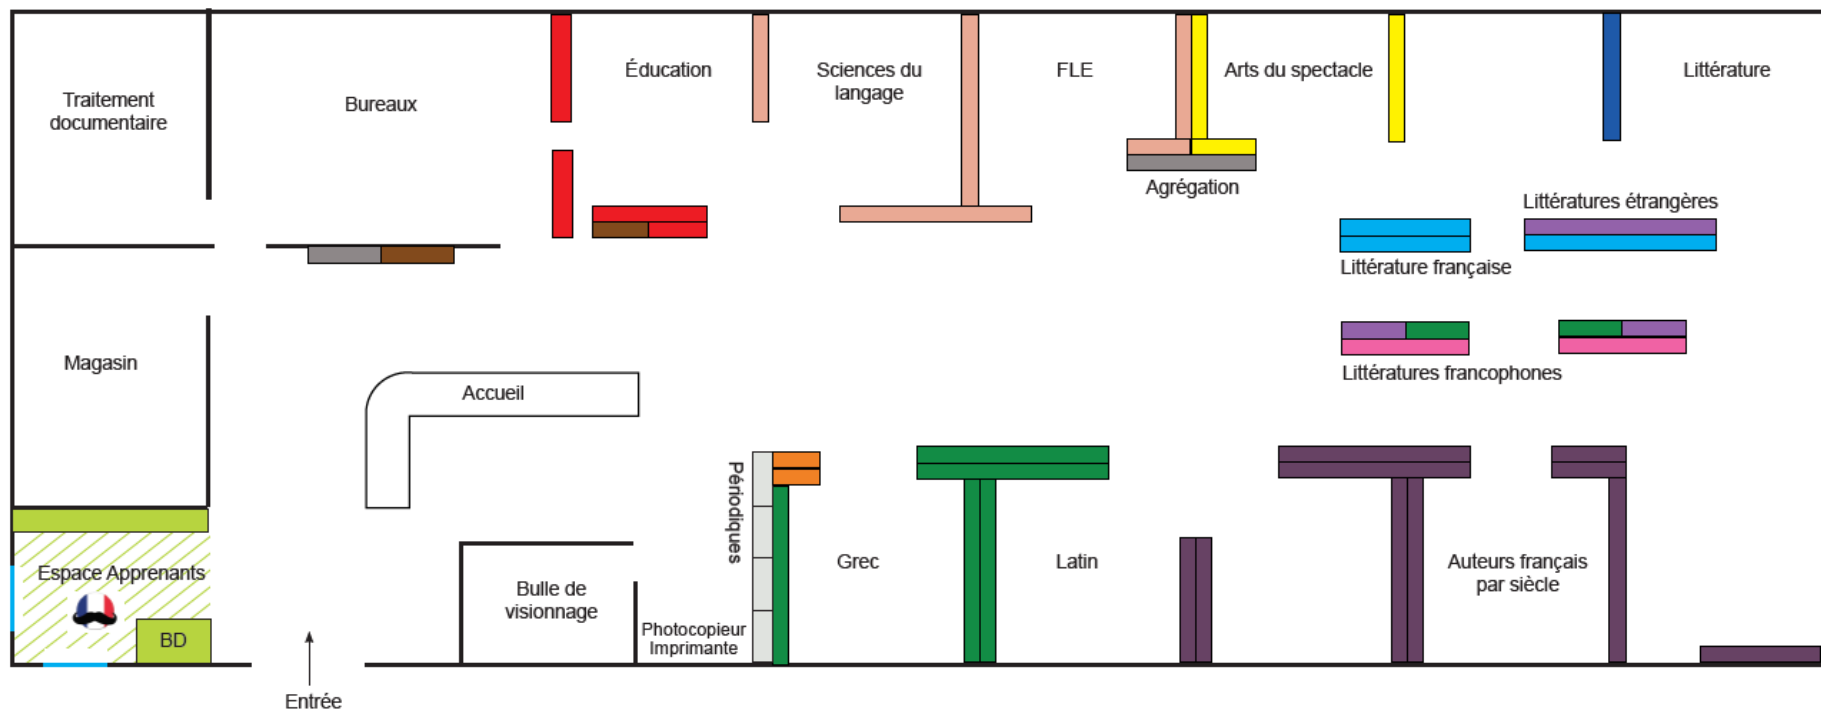 Traitement
documentaire
Bureaux
Éducation
Sciences du
langage
FLE
Arts du spectacle
Littérature
Agrégation
Littératures étrangères
Littérature française
Magasin
Accueil
Littératures francophones
Périodiques
Espace Apprenants
BD
Bulle de
visionnage
Photocopieur
Imprimante
Grec
Latin
Auteurs français
par siècle
Entrée